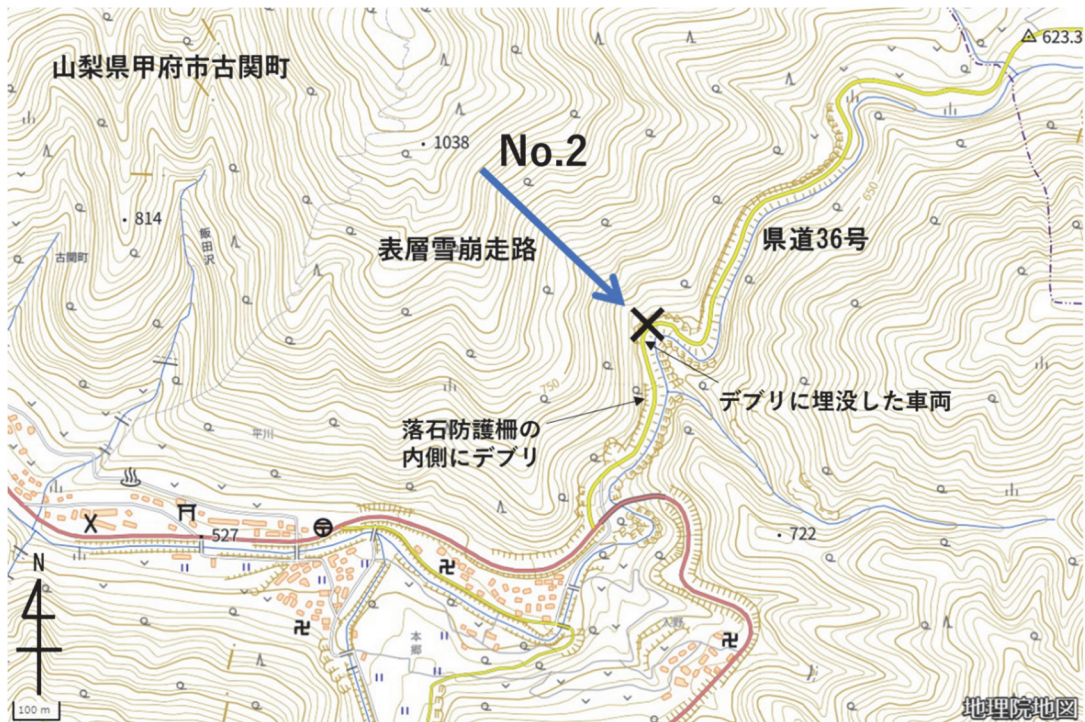 山梨県甲府市古関町
623.3
1038
No.2
650
814
飯田沢
古関町
表層雪崩走路
県道36号
750
デブリに埋没した車両
落石防護柵の
内側にデブリ
平川
527
722
N
本郷
入野
100 m
地理院地図